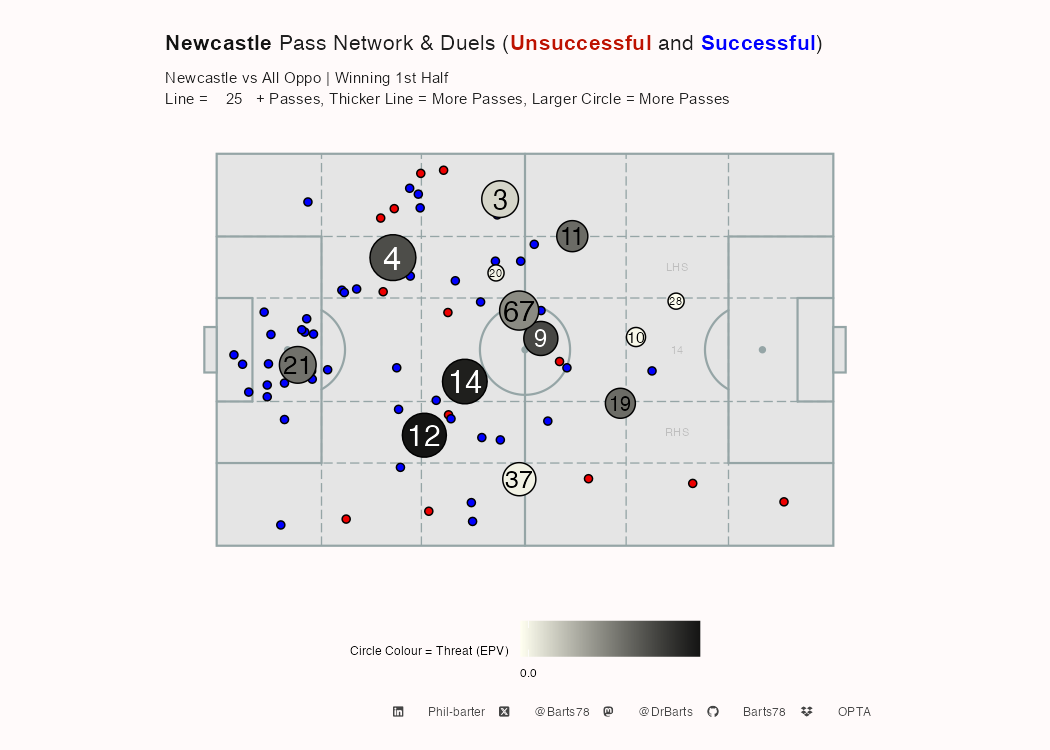 Newcastle Pass Network & Duels (Unsuccessful and Successful)
Newcastle vs All Oppo | Winning 1st Half
Line = 25 + Passes, Thicker Line = More Passes, Larger Circle = More Passes
3
11
4
LHS
20
28
67
10
9
14
21
14
19
12
RHS
37
Circle Colour = Threat (EPV)
0.0
Phil-barter @Barts78 @DrBarts Barts78 OPTA